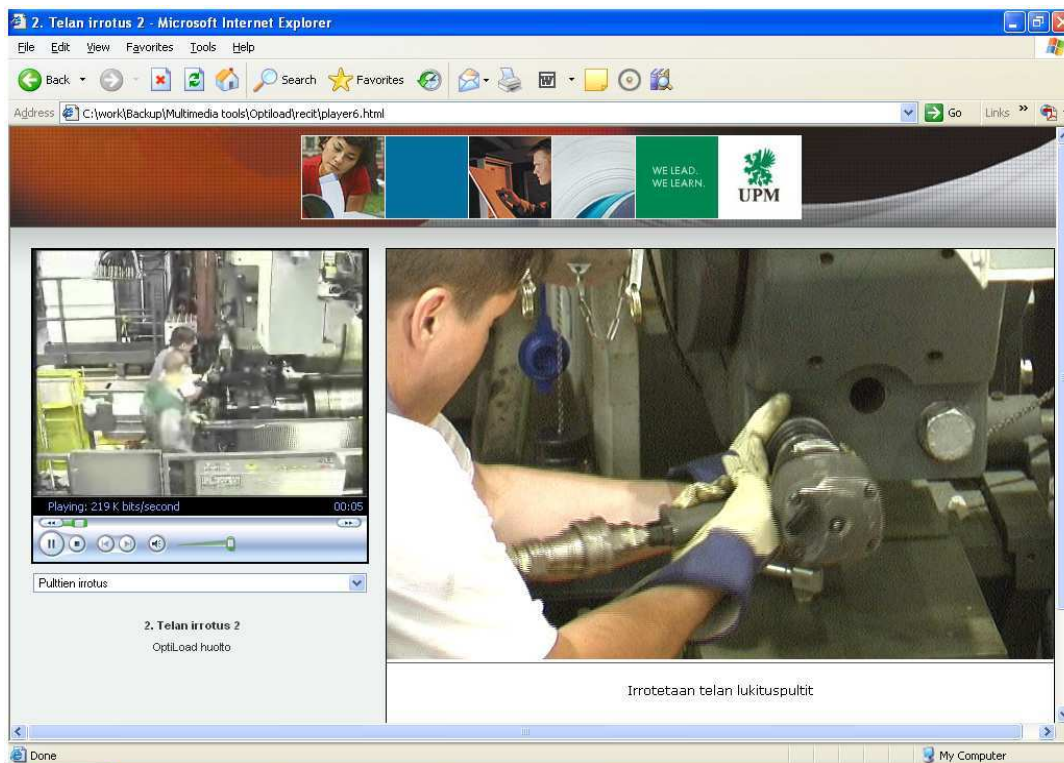 2. Telan irrotus 2 - Microsoft Internet Explorer
File Edit View Favorites Tools Help
Back Search Favorites
Address C:\work\Backup\Multimedia tools\Optiload\recit\player6.html Go Links »
WE LEAD.
WE LEARN.
UPM
Playing: 219 K bits/second 00:05
Pulttien irrotus
2. Telan irrotus 2
OptiLoad huolto
Irrotetaan telan lukituspultit
Done My Computer